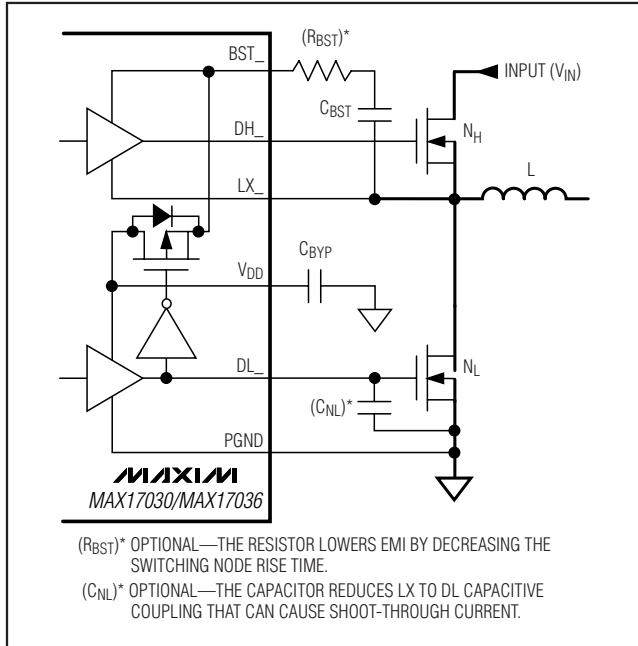 (RBST)*
BST_
INPUT (VIN)
CBST
DH_
NH
LX_
L
CBYP
VDD
DL_
NL
(CNL)*
PGND
MAXIM
MAX17030/MAX17036
(RBST)* OPTIONAL—THE RESISTOR LOWERS EMI BY DECREASING THE
SWITCHING NODE RISE TIME.
(CNL)* OPTIONAL—THE CAPACITOR REDUCES LX TO DL CAPACITIVE
COUPLING THAT CAN CAUSE SHOOT-THROUGH CURRENT.